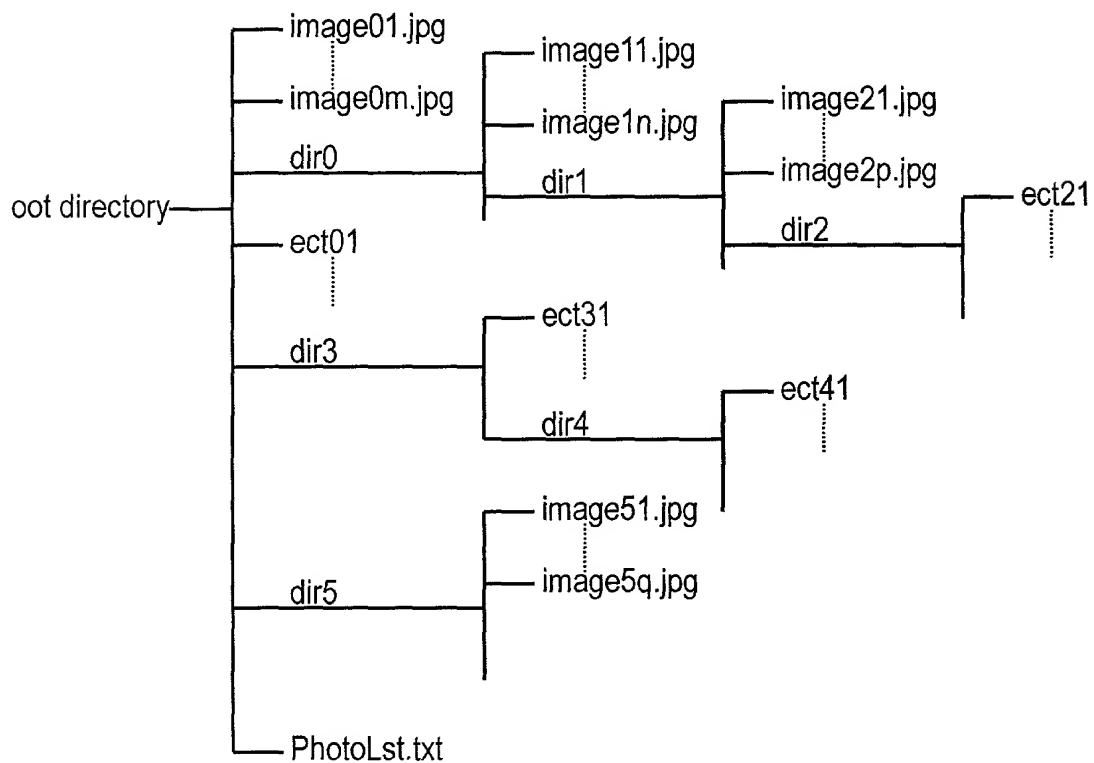 image01.jpg
image11.jpg
image0m.jpg
image21.jpg
image1n.jpg
dir0
image2p.jpg
dir1
ect21
oot directory
dir2
ect01
ect31
dir3
ect41
dir4
image51.jpg
image5q.jpg
dir5
PhotoLst.txt